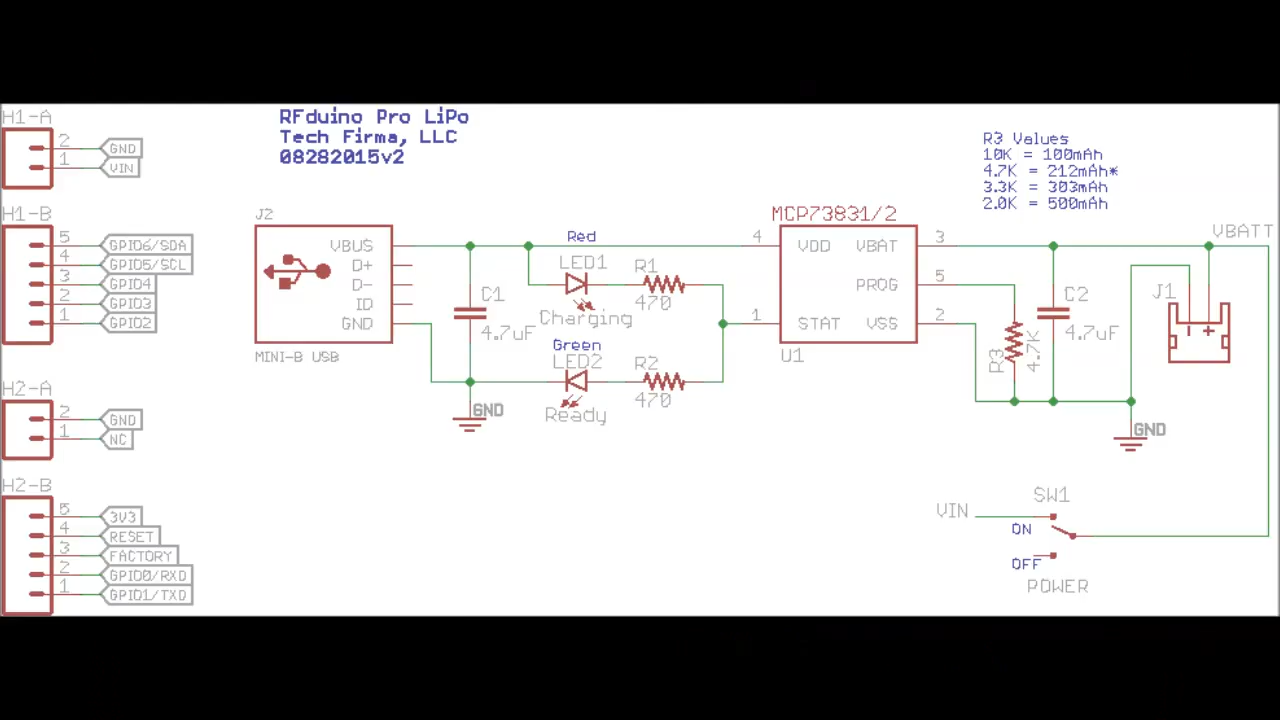 RFduino Pro LiPo
Tech Firma, LLC
08282015v2
H1-A
2 GND
1 VIN
H1-B
5 GPIO6/SDA
4 GPIO5/SCL
3 GPIO4
2 GPIO3
1 GPIO2
H2-A
2 GND
1 NC
H2-B
5 3V3
4 RESET
3 FACTORY
2 GPIO0/RXD
1 GPIO1/TXD
J2
VBUS
D+
D-
ID
GND
MINI-B USB
C1
4.7uF
GND
Red
LED1
Charging
R1
470
Green
LED2
Ready
R2
470
MCP73831/2
4 VDD VBAT 3
PROG 5
1 STAT VSS 2
U1
R3 Values
10K = 100mAh
4.7K = 212mAh*
3.3K = 303mAh
2.0K = 500mAh
R3
4.7K
C2
4.7uF
VBATT
J1
- +
GND
SW1
VIN
ON
OFF
POWER